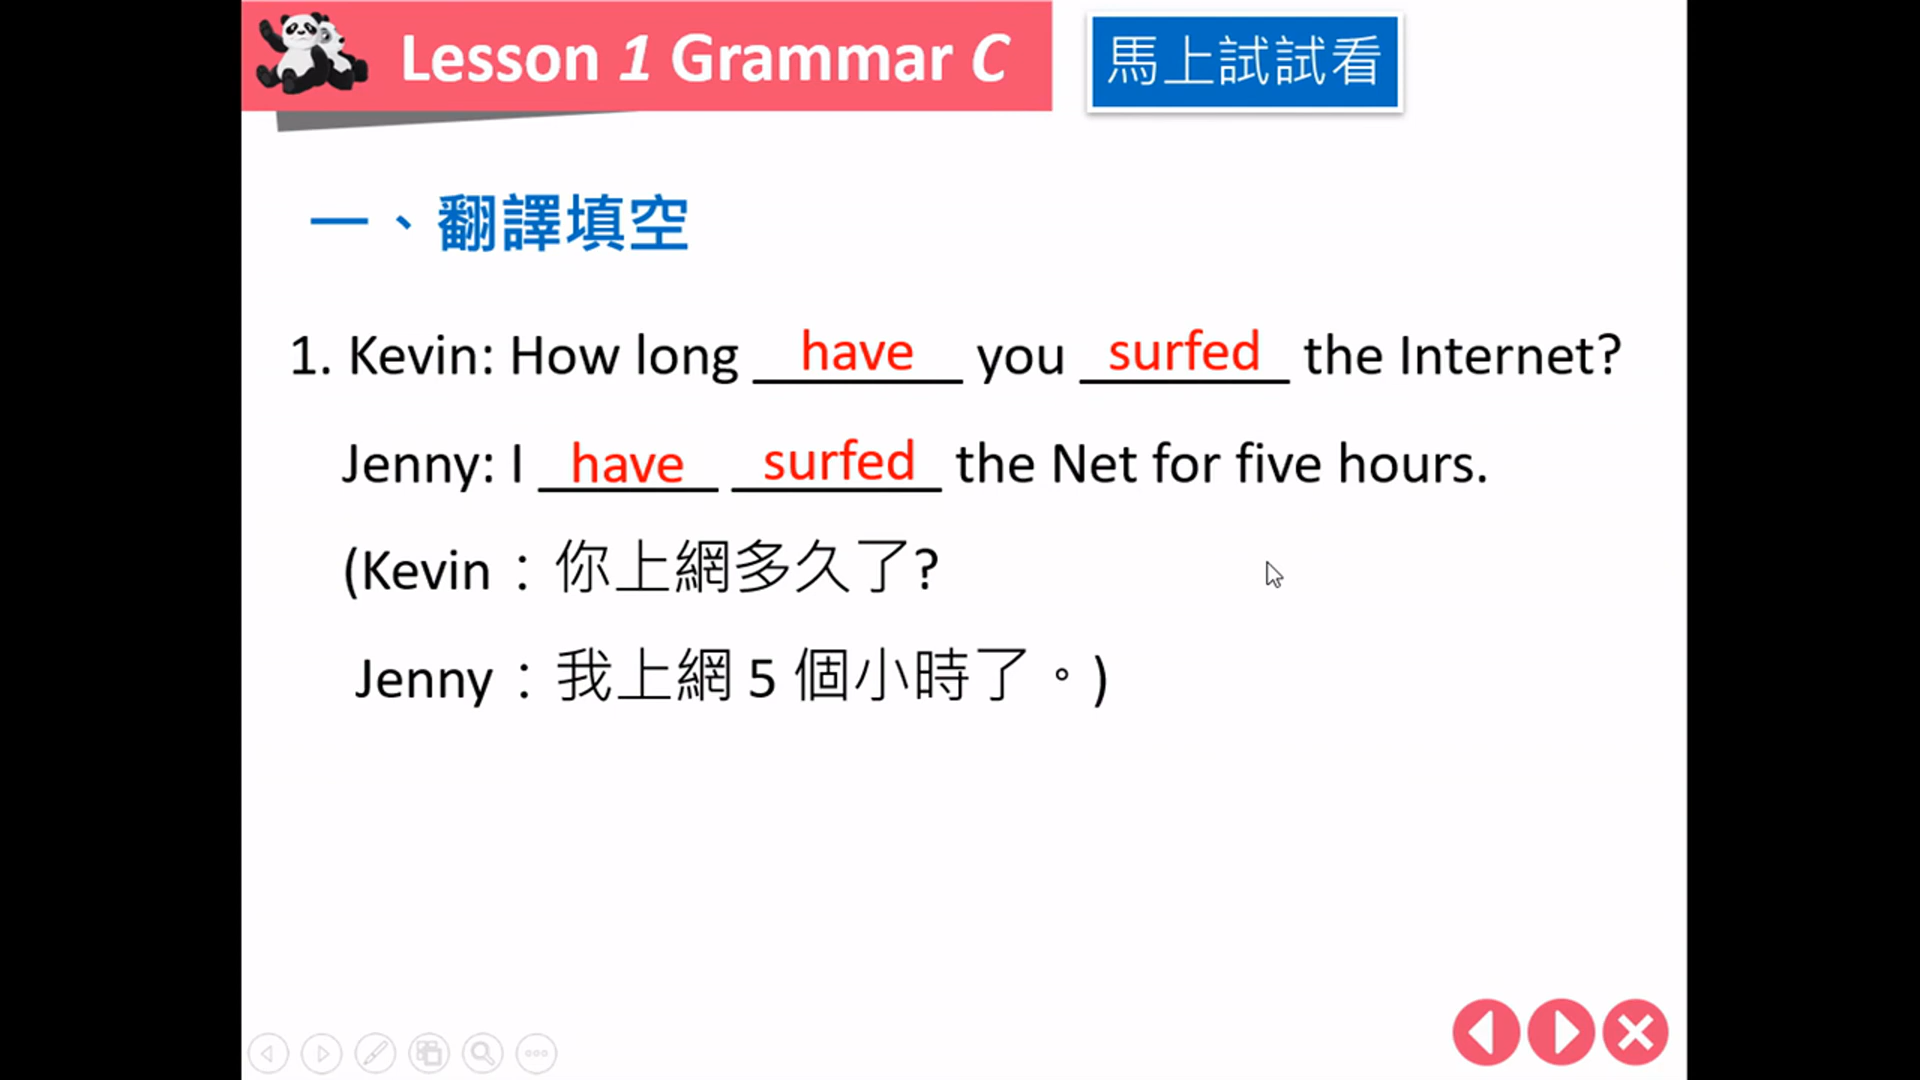 Lesson 1 Grammar C
馬上試試看
一、翻譯填空
1. Kevin: How long have you surfed the Internet?
Jenny: I have surfed the Net for five hours.
(Kevin：你上網多久了?
Jenny：我上網 5 個小時了。)